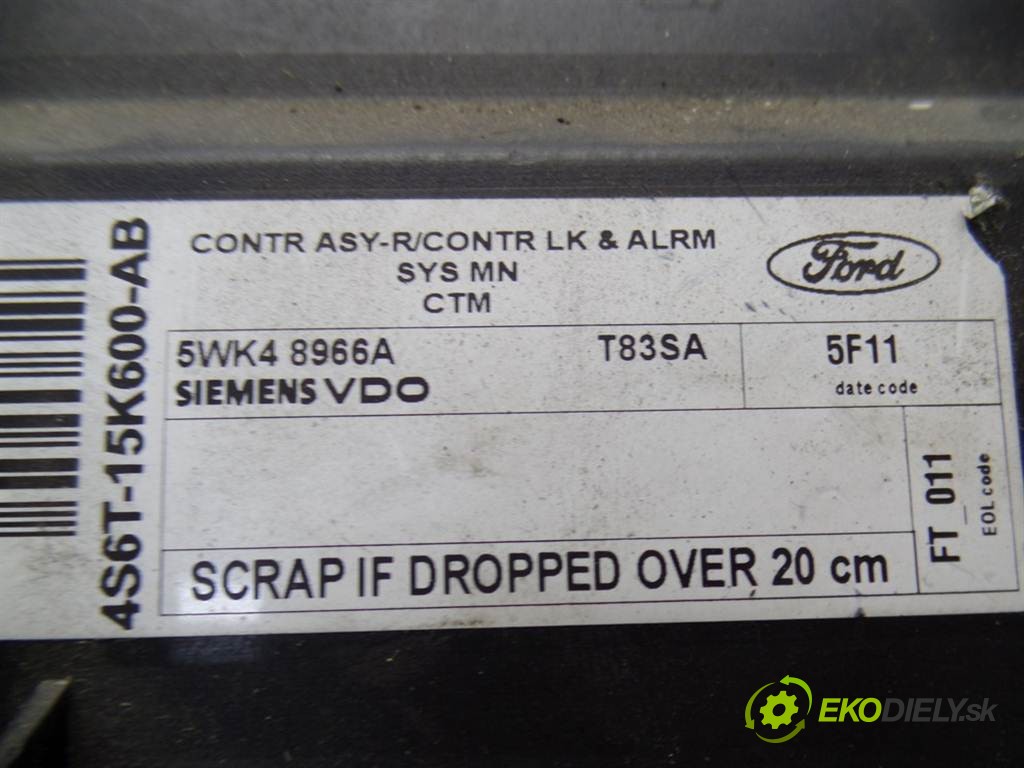 CONTR ASY-R/CONTR LK & ALRM
SYS MN
CTM
Ford
4S6T-15K600-AB
5WK4 8966A T83SA 5F11
SIEMENS VDO date code
FT_011
EOL code
SCRAP IF DROPPED OVER 20 cm
EKODIELY.sk